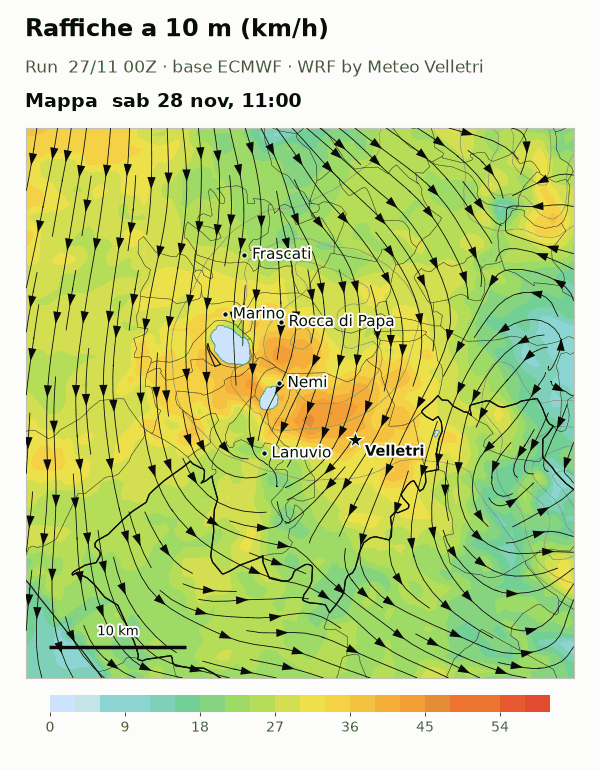 Raffiche a 10 m (km/h)
Run  27/11 00Z · base ECMWF · WRF by Meteo Velletri
Mappa  sab 28 nov, 11:00
Frascati
Marino
Rocca di Papa
Nemi
Velletri
Lanuvio
10 km
0 9 18 27 36 45 54